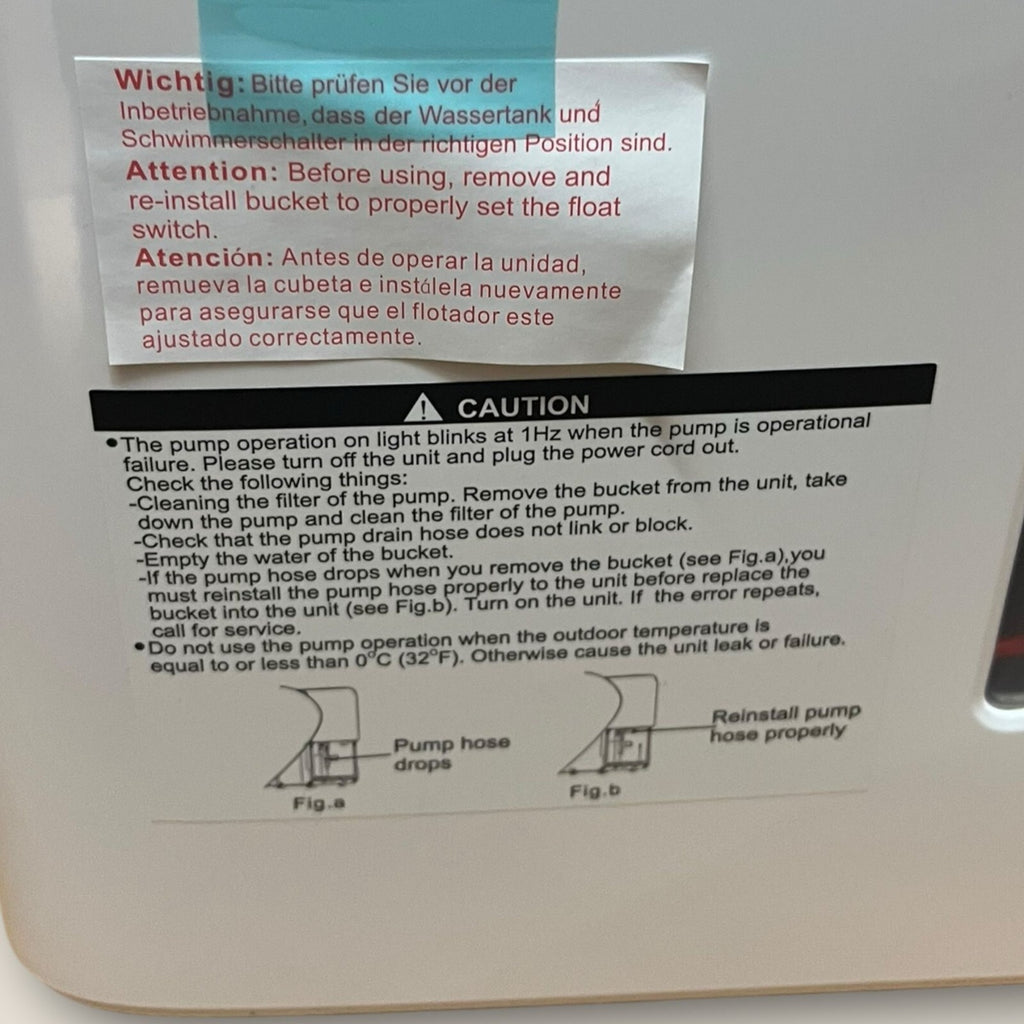 Wichtig: Bitte prüfen Sie vor der
Inbetriebnahme, dass der Wassertank und
Schwimmerschalter in der richtigen Position sind.
Attention: Before using, remove and
re-install bucket to properly set the float
switch.
Atención: Antes de operar la unidad,
remueva la cubeta e instálela nuevamente
para asegurarse que el flotador este
ajustado correctamente.
CAUTION
•The pump operation on light blinks at 1Hz when the pump is operational
failure. Please turn off the unit and plug the power cord out.
Check the following things:
-Cleaning the filter of the pump. Remove the bucket from the unit, take
down the pump and clean the filter of the pump.
-Check that the pump drain hose does not link or block.
-Empty the water of the bucket.
-If the pump hose drops when you remove the bucket (see Fig.a),you
must reinstall the pump hose properly to the unit before replace the
bucket into the unit (see Fig.b). Turn on the unit. If the error repeats,
call for service.
•Do not use the pump operation when the outdoor temperature is
equal to or less than 0°C (32°F). Otherwise cause the unit leak or failure.
Pump hose
drops
Fig.a
Reinstall pump
hose properly
Fig.b